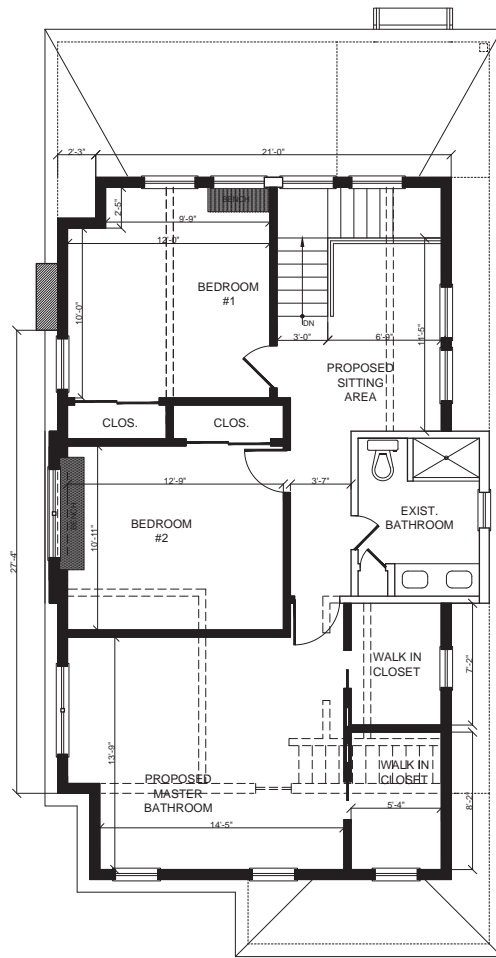 2'-3"
21'-0"
2'-5"
BENCH
9'-9"
12'-0"
10'-0"
BEDROOM
#1
DN
3'-0"
6'-9"
11'-5"
PROPOSED
SITTING
AREA
CLOS.
CLOS.
12'-9"
3'-7"
BENCH
10'-11"
BEDROOM
#2
EXIST.
BATHROOM
27'-4"
WALK IN
CLOSET
7'-2"
13'-9"
PROPOSED
MASTER
BATHROOM
WALK IN
CLOSET
5'-4"
8'-2"
14'-5"